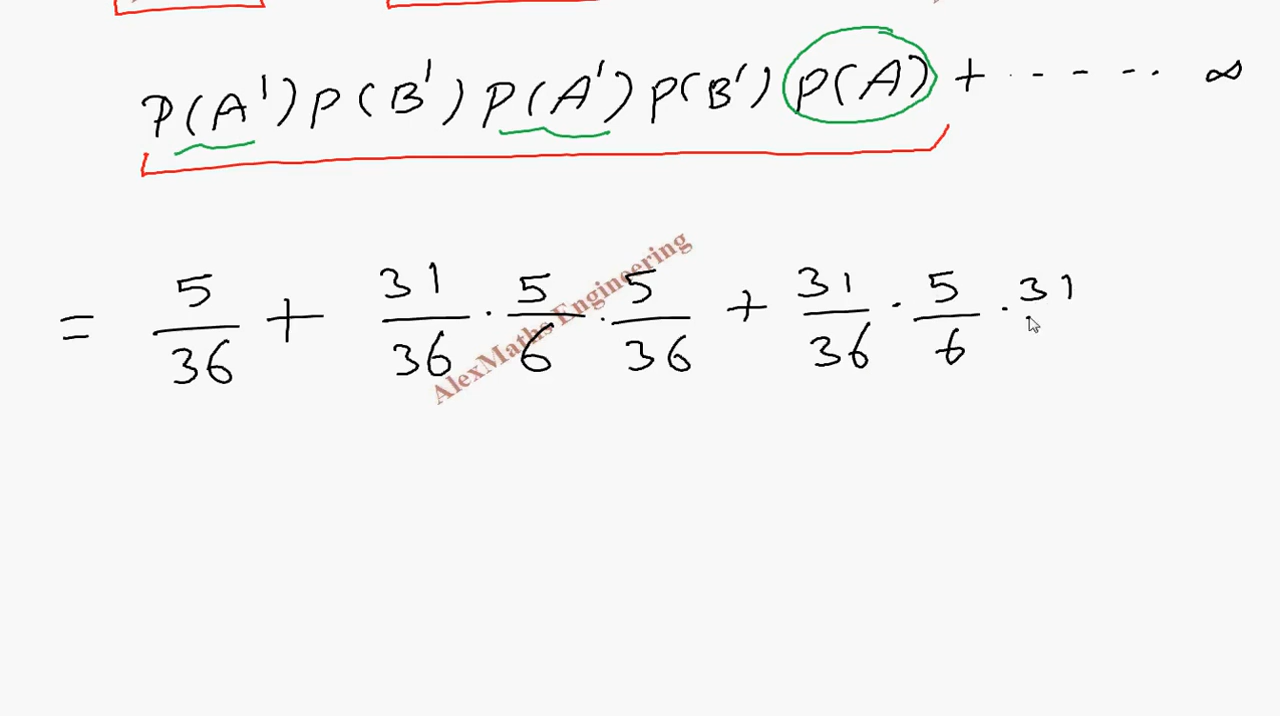 P(A')P(B')P(A')P(B')P(A) + ----- ∞
= 5/36 + 31/36 · 5/6 · 5/36 + 31/36 · 5/6 · 31
AlexMaths Engineering